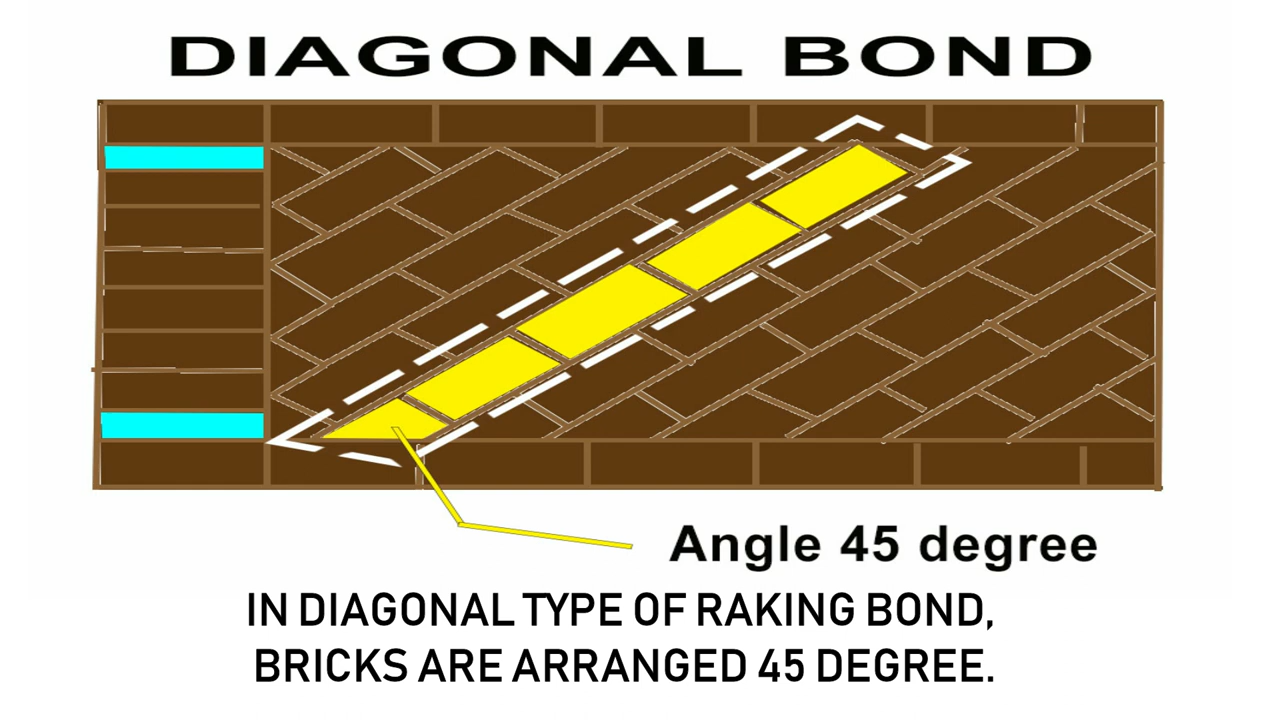 DIAGONAL BOND
Angle 45 degree
IN DIAGONAL TYPE OF RAKING BOND,
BRICKS ARE ARRANGED 45 DEGREE.